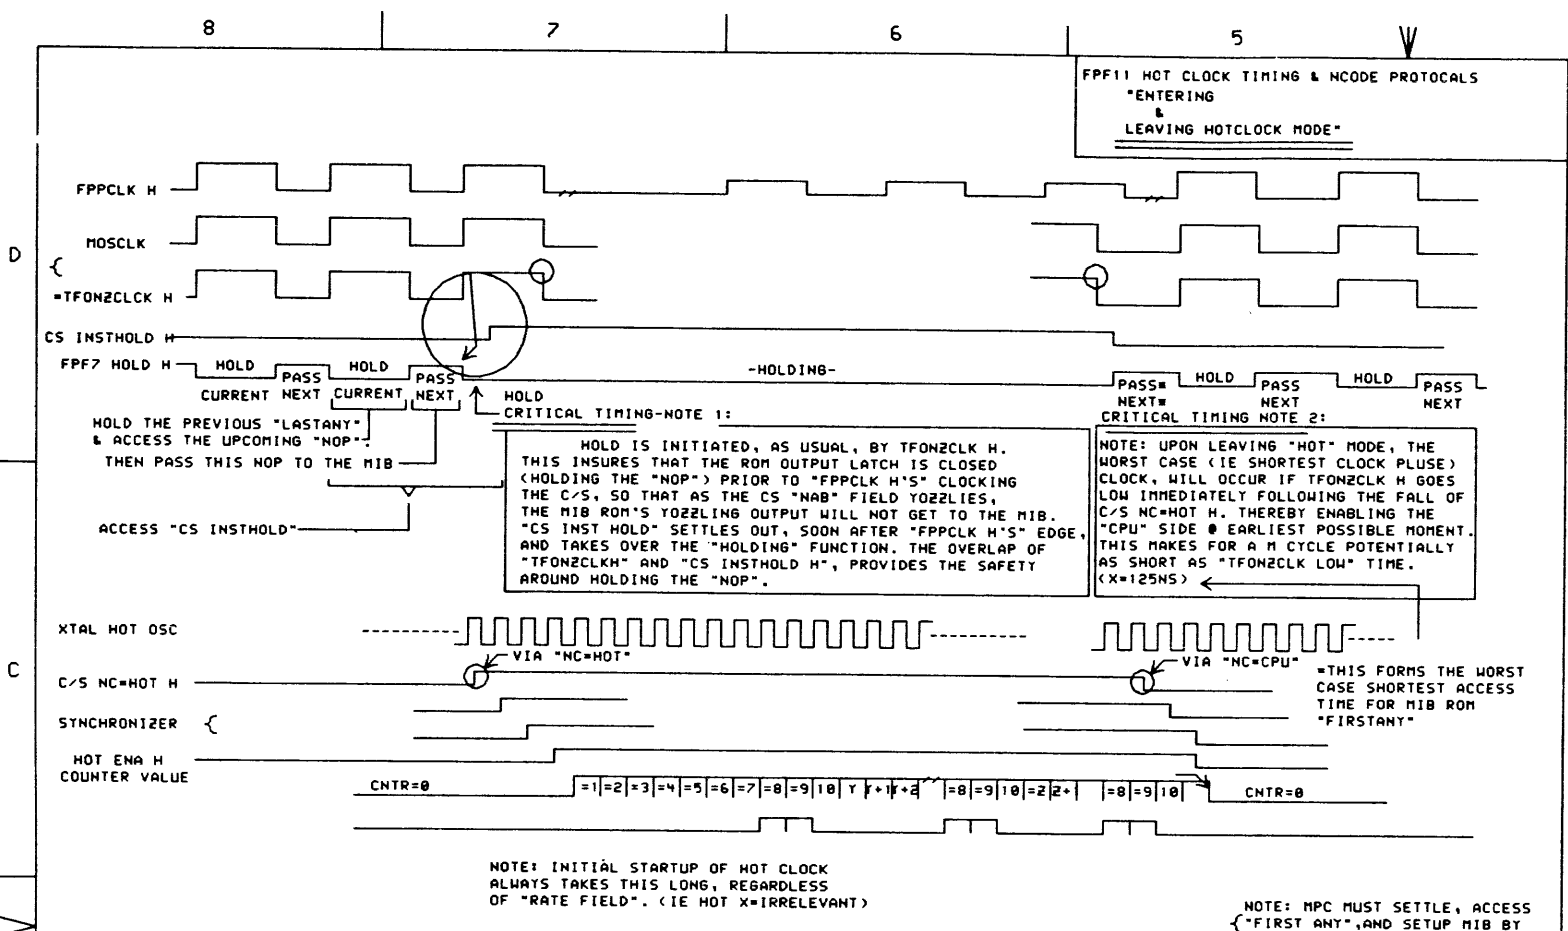 8 7 6 5
FPF11 HOT CLOCK TIMING & NCODE PROTOCALS
"ENTERING
&
LEAVING HOTCLOCK MODE"
FPPCLK H
D
MOSCLK
{
=TFON2CLCK H
CS INSTHOLD H
FPF7 HOLD H
HOLD
PASS
NEXT
CURRENT
HOLD
CURRENT
PASS
NEXT
-HOLDING-
PASS=
NEXT=
HOLD
PASS
NEXT
HOLD
PASS
NEXT
HOLD THE PREVIOUS "LASTANY"
& ACCESS THE UPCOMING "NOP".
THEN PASS THIS NOP TO THE MIB
ACCESS "CS INSTHOLD"
HOLD
CRITICAL TIMING-NOTE 1:
HOLD IS INITIATED, AS USUAL, BY TFON2CLK H.
THIS INSURES THAT THE ROM OUTPUT LATCH IS CLOSED
(HOLDING THE "NOP") PRIOR TO "FPPCLK H'S" CLOCKING
THE C/S, SO THAT AS THE CS "NAB" FIELD YOZZLIES,
THE MIB ROM'S YOZZLING OUTPUT WILL NOT GET TO THE MIB.
"CS INST HOLD" SETTLES OUT, SOON AFTER "FPPCLK H'S" EDGE,
AND TAKES OVER THE "HOLDING" FUNCTION. THE OVERLAP OF
"TFON2CLKH" AND "CS INSTHOLD H", PROVIDES THE SAFETY
AROUND HOLDING THE "NOP".
CRITICAL TIMING NOTE 2:
NOTE: UPON LEAVING "HOT" MODE, THE
WORST CASE (IE SHORTEST CLOCK PLUSE)
CLOCK, WILL OCCUR IF TFON2CLK H GOES
LOW IMMEDIATELY FOLLOWING THE FALL OF
C/S NC=HOT H. THEREBY ENABLING THE
"CPU" SIDE @ EARLIEST POSSIBLE MOMENT.
THIS MAKES FOR A M CYCLE POTENTIALLY
AS SHORT AS "TFON2CLK LOW" TIME.
(X=125NS)
XTAL HOT OSC
C
VIA "NC=HOT"
VIA "NC=CPU"
C/S NC=HOT H
=THIS FORMS THE WORST
CASE SHORTEST ACCESS
TIME FOR MIB ROM
"FIRSTANY"
SYNCHRONIZER {
HOT ENA H
COUNTER VALUE
CNTR=0
=1 =2 =3 =4 =5 =6 =7 =8 =9 10 Y Y+1 Y+2 =8 =9 10 =Z Z+1 =8 =9 10
CNTR=0
NOTE: INITIAL STARTUP OF HOT CLOCK
ALWAYS TAKES THIS LONG, REGARDLESS
OF "RATE FIELD". (IE HOT X=IRRELEVANT)
NOTE: MPC MUST SETTLE, ACCESS
{"FIRST ANY",AND SETUP MIB BY